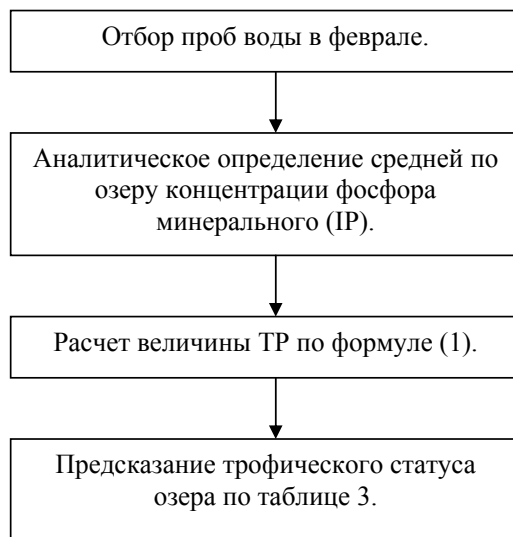 Отбор проб воды в феврале.
Аналитическое определение средней по
озеру концентрации фосфора
минерального (IP).
Расчет величины TP по формуле (1).
Предсказание трофического статуса
озера по таблице 3.